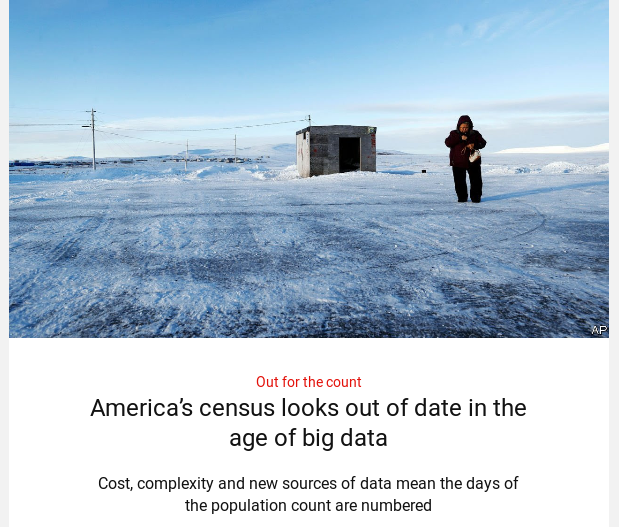 AP
Out for the count
America’s census looks out of date in the
age of big data
Cost, complexity and new sources of data mean the days of
the population count are numbered